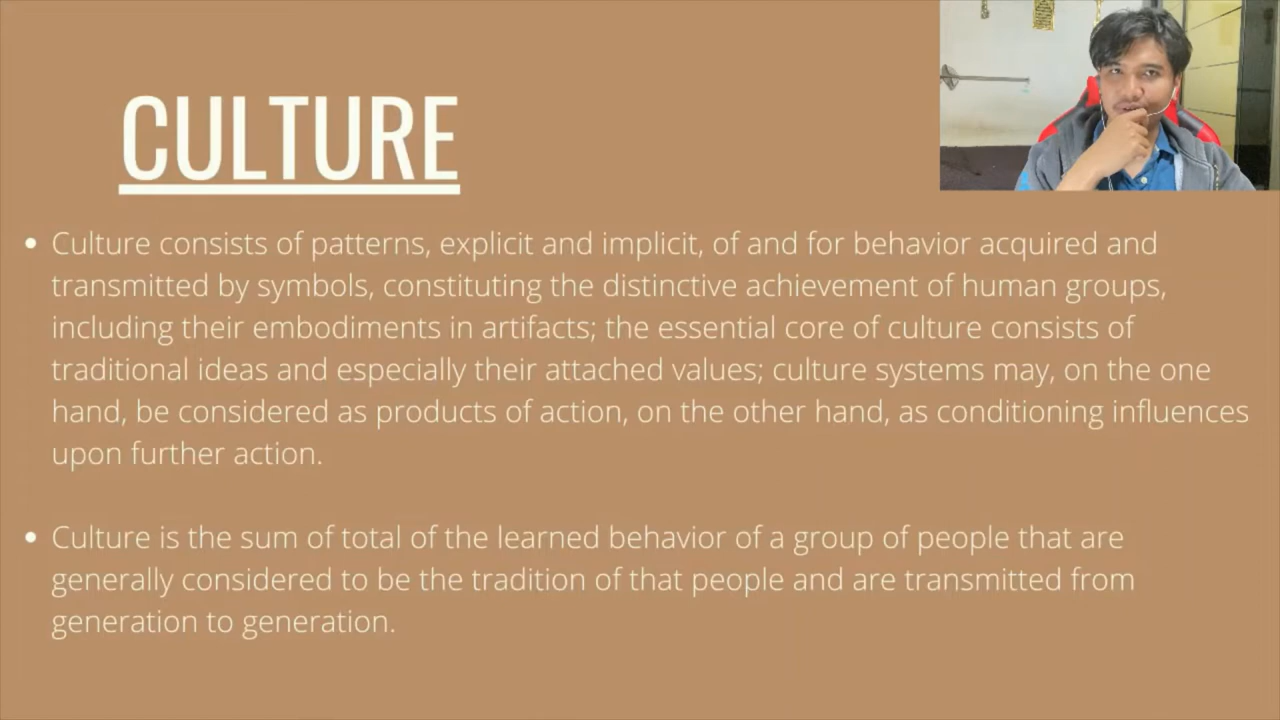 CULTURE
• Culture consists of patterns, explicit and implicit, of and for behavior acquired and
transmitted by symbols, constituting the distinctive achievement of human groups,
including their embodiments in artifacts; the essential core of culture consists of
traditional ideas and especially their attached values; culture systems may, on the one
hand, be considered as products of action, on the other hand, as conditioning influences
upon further action.
• Culture is the sum of total of the learned behavior of a group of people that are
generally considered to be the tradition of that people and are transmitted from
generation to generation.